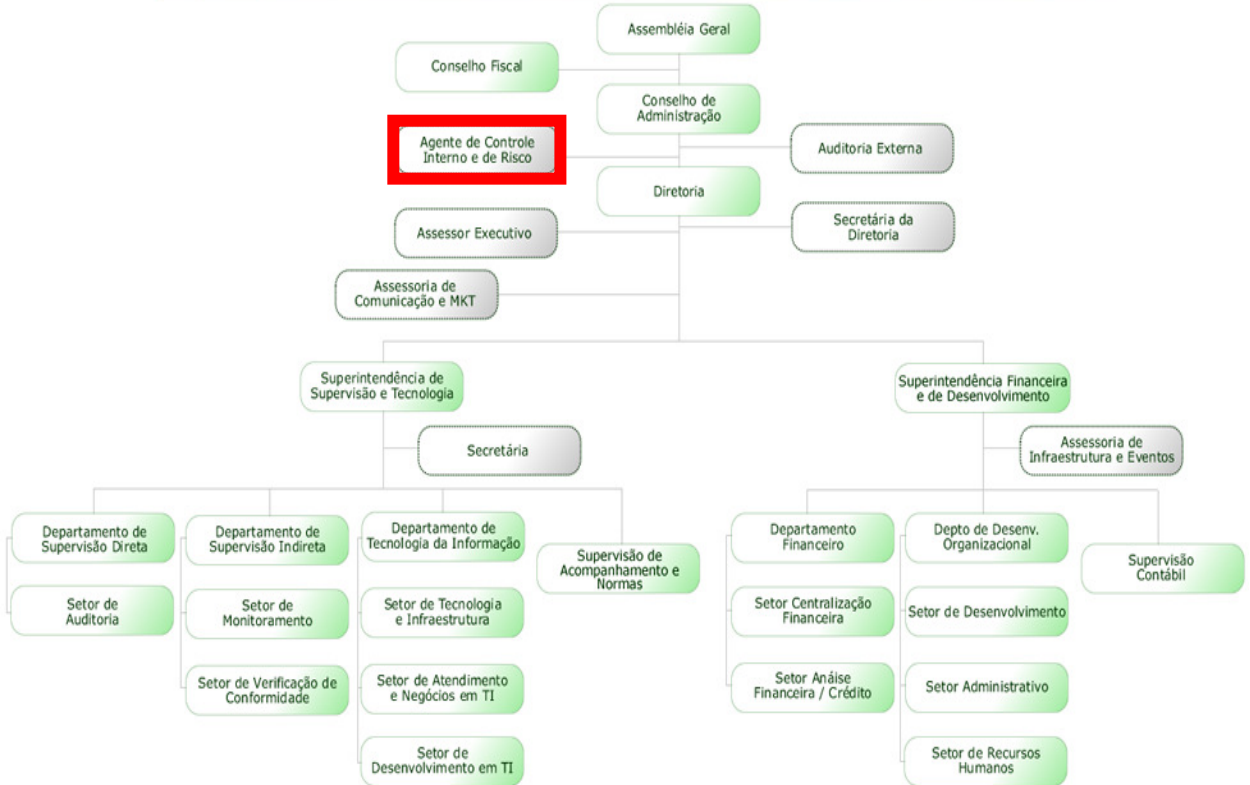 Assembléia Geral
Conselho Fiscal
Conselho de
Administração
Agente de Controle
Interno e de Risco
Auditoria Externa
Diretoria
Assessor Executivo
Secretária da
Diretoria
Assessoria de
Comunicação e MKT
Superintendência de
Supervisão e Tecnologia
Superintendência Financeira
e de Desenvolvimento
Secretária
Assessoria de
Infraestrutura e Eventos
Departamento de
Supervisão Direta
Departamento de
Supervisão Indireta
Departamento de
Tecnologia da Informação
Supervisão de
Acompanhamento e
Normas
Departamento
Financeiro
Depto de Desenv.
Organizacional
Supervisão
Contábil
Setor de
Auditoria
Setor de
Monitoramento
Setor de Tecnologia
e Infraestrutura
Setor Centralização
Financeira
Setor de Desenvolvimento
Setor de Verificação de
Conformidade
Setor de Atendimento
e Negócios em TI
Setor Anáise
Financeira / Crédito
Setor Administrativo
Setor de
Desenvolvimento em TI
Setor de Recursos
Humanos